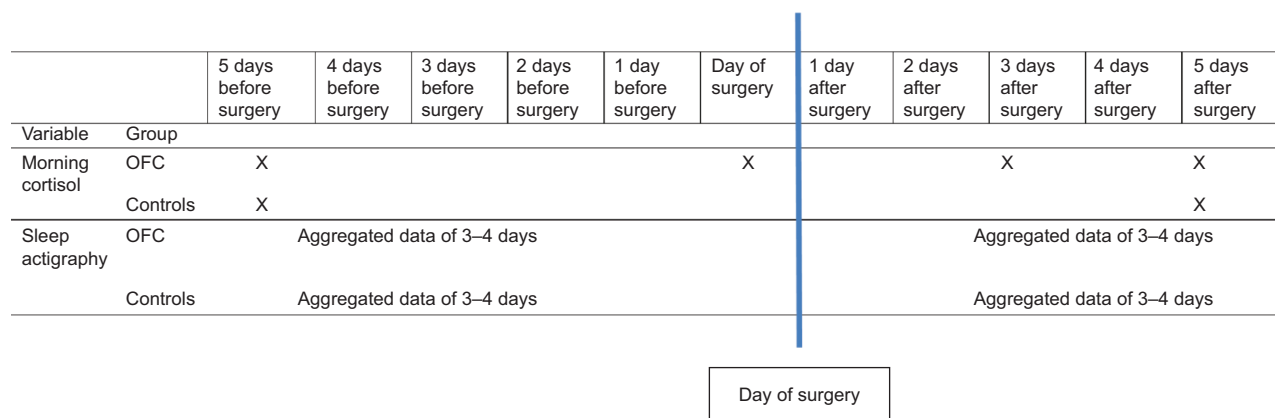 5 days 4 days 3 days 2 days 1 day Day of 1 day 2 days 3 days 4 days 5 days
before before before before before surgery after after after after after
surgery surgery surgery surgery surgery surgery surgery surgery surgery surgery
Variable Group
Morning OFC X X X X
cortisol
Controls X X
Sleep OFC Aggregated data of 3–4 days Aggregated data of 3–4 days
actigraphy
Controls Aggregated data of 3–4 days Aggregated data of 3–4 days
Day of surgery